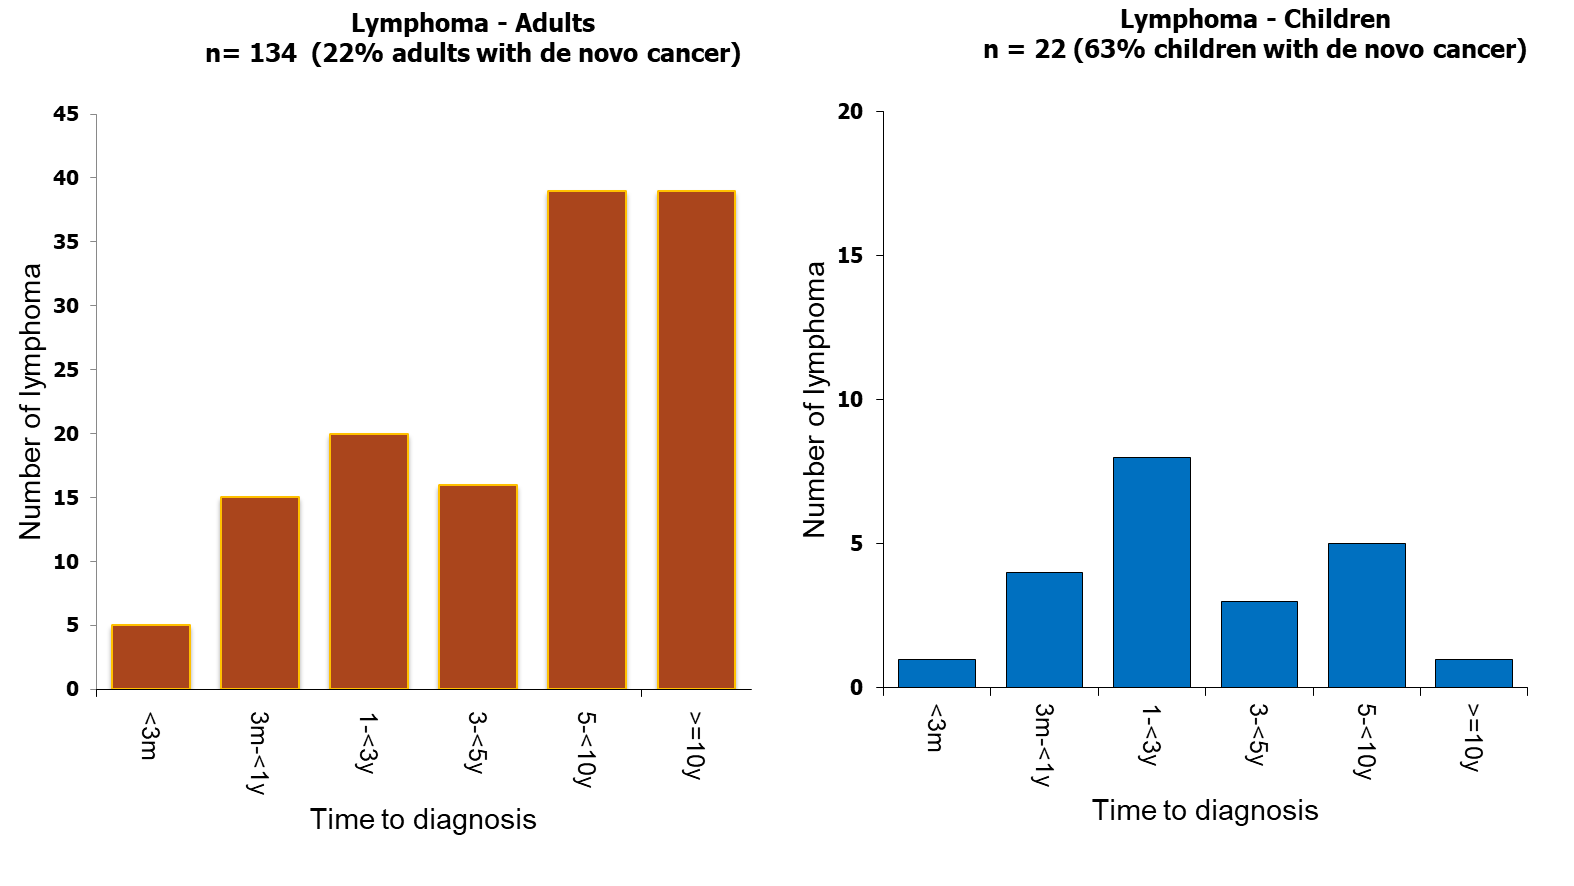 Lymphoma - Adults
n= 134 (22% adults with de novo cancer)
45
40
35
30
25
20
15
10
5
0
Number of lymphoma
<3m
3m-<1y
1-<3y
3-<5y
5-<10y
>=10y
Time to diagnosis
Lymphoma - Children
n = 22 (63% children with de novo cancer)
20
15
10
5
0
Number of lymphoma
<3m
3m-<1y
1-<3y
3-<5y
5-<10y
>=10y
Time to diagnosis